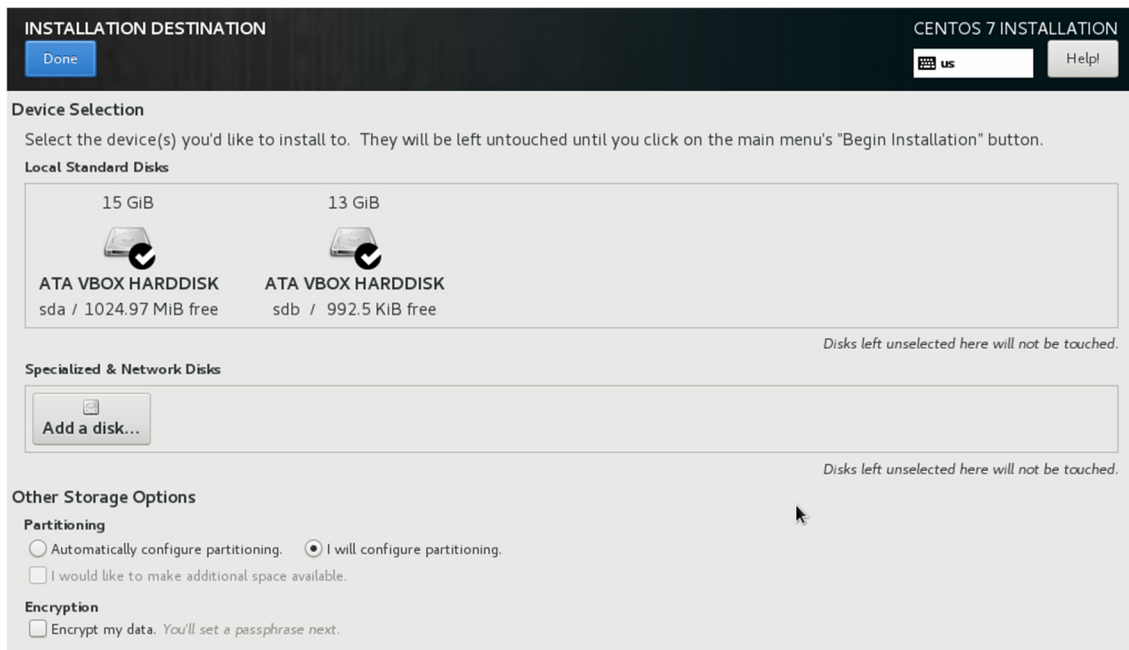 INSTALLATION DESTINATION
CENTOS 7 INSTALLATION
Done
us
Help!
Device Selection
Select the device(s) you'd like to install to. They will be left untouched until you click on the main menu's "Begin Installation" button.
Local Standard Disks
15 GiB
13 GiB
ATA VBOX HARDDISK
ATA VBOX HARDDISK
sda / 1024.97 MiB free
sdb / 992.5 KiB free
Disks left unselected here will not be touched.
Specialized & Network Disks
Add a disk...
Disks left unselected here will not be touched.
Other Storage Options
Partitioning
Automatically configure partitioning.
I will configure partitioning.
I would like to make additional space available.
Encryption
Encrypt my data. You'll set a passphrase next.